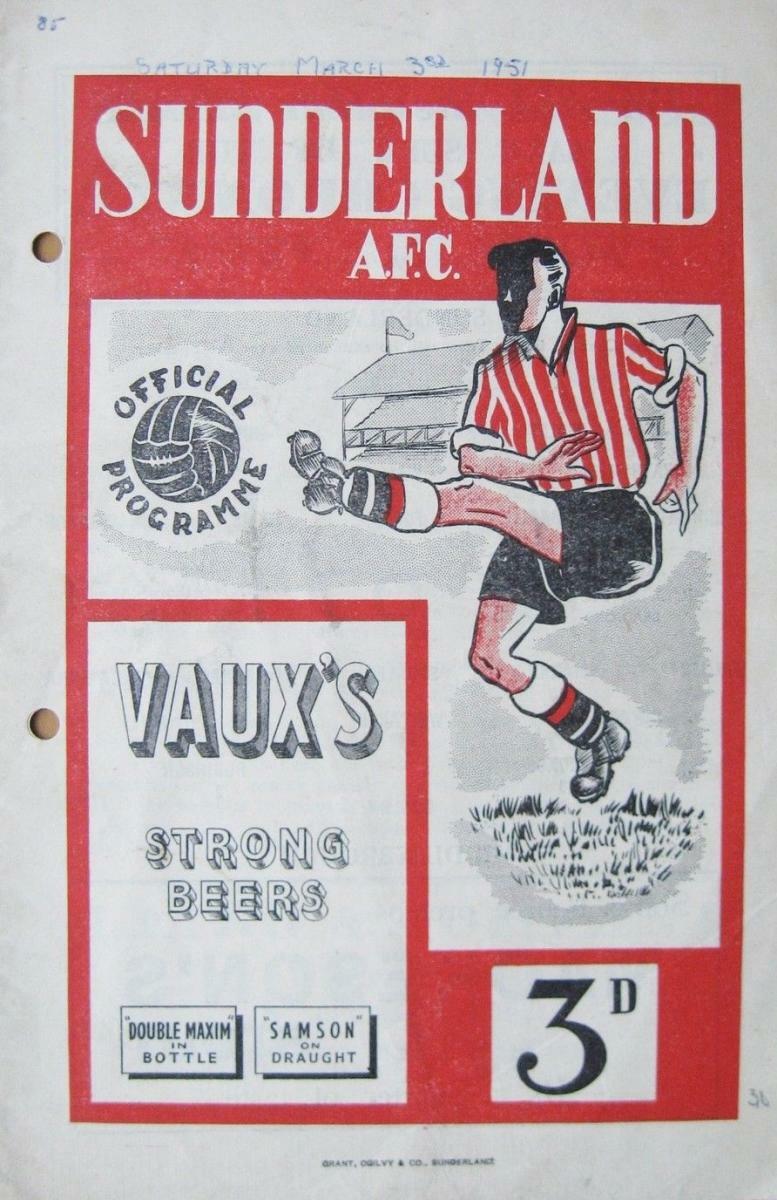 85
SATURDAY MARCH 3RD 1951
SUNDERLAND
A.F.C.
OFFICIAL
PROGRAMME
VAUX'S
STRONG
BEERS
"DOUBLE MAXIM"
IN
BOTTLE
"SAMSON"
ON
DRAUGHT
3D
36
GRANT, OGILVY & CO., SUNDERLAND